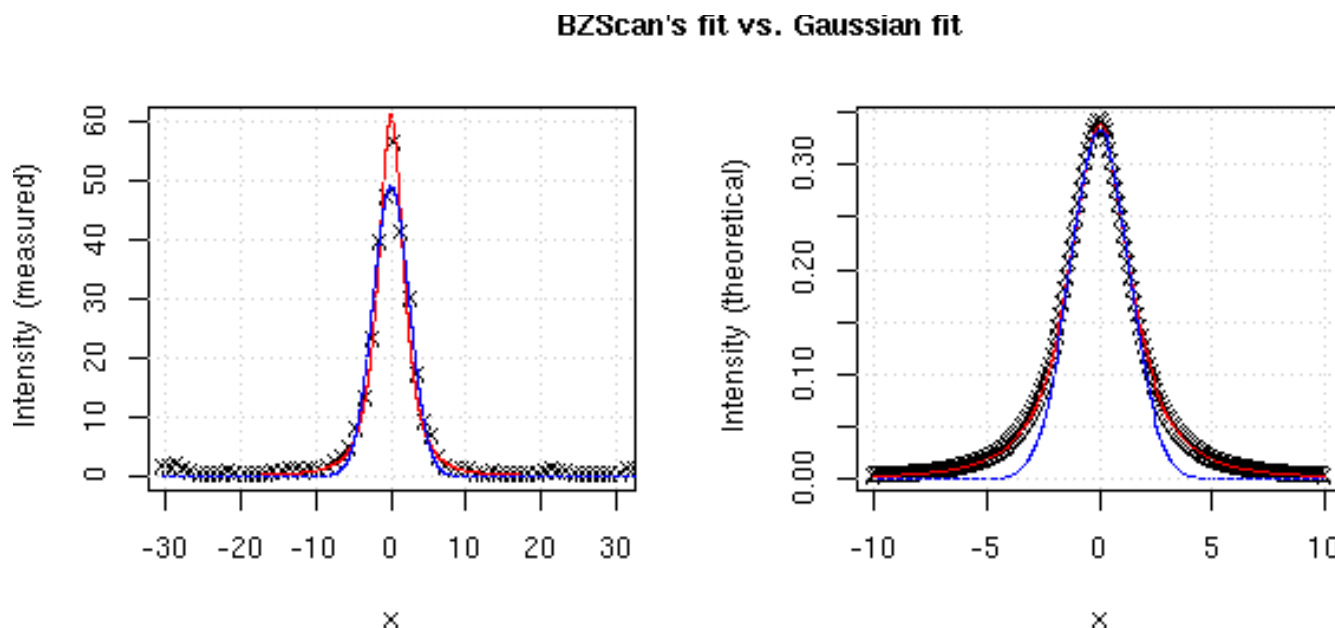 BZScan's fit vs. Gaussian fit
Intensity (measured)
60
50
40
30
20
10
0
-30 -20 -10 0 10 20 30
x
Intensity (theoretical)
0.30
0.20
0.10
0.00
-10 -5 0 5 10
x